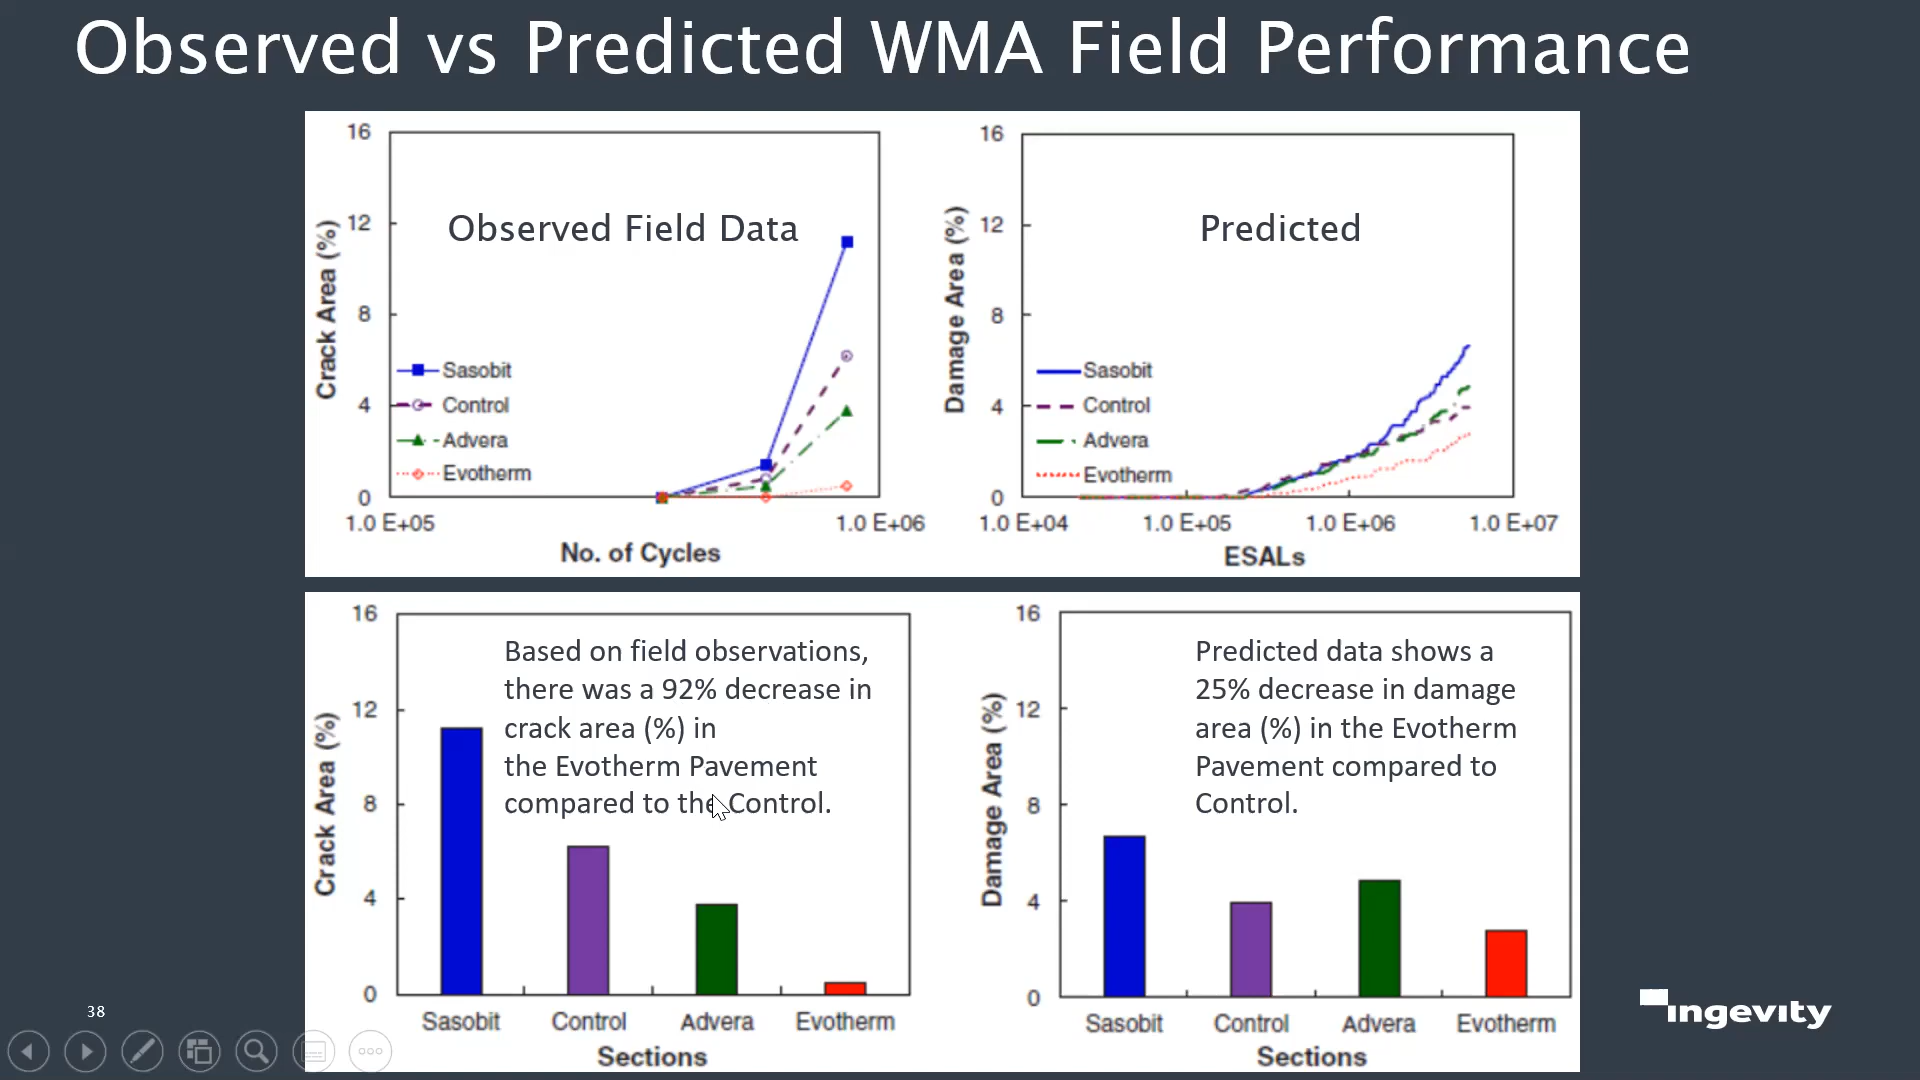 Observed vs Predicted WMA Field Performance
16
12
8
4
0
Crack Area (%)
Observed Field Data
Sasobit
Control
Advera
Evotherm
1.0 E+05
1.0 E+06
No. of Cycles
16
12
8
4
0
Damage Area (%)
Predicted
Sasobit
Control
Advera
Evotherm
1.0 E+04
1.0 E+05
1.0 E+06
1.0 E+07
ESALs
16
12
8
4
0
Crack Area (%)
Based on field observations,
there was a 92% decrease in
crack area (%) in
the Evotherm Pavement
compared to the Control.
Sasobit
Control
Advera
Evotherm
Sections
16
12
8
4
0
Damage Area (%)
Predicted data shows a
25% decrease in damage
area (%) in the Evotherm
Pavement compared to
Control.
Sasobit
Control
Advera
Evotherm
Sections
38
ingevity